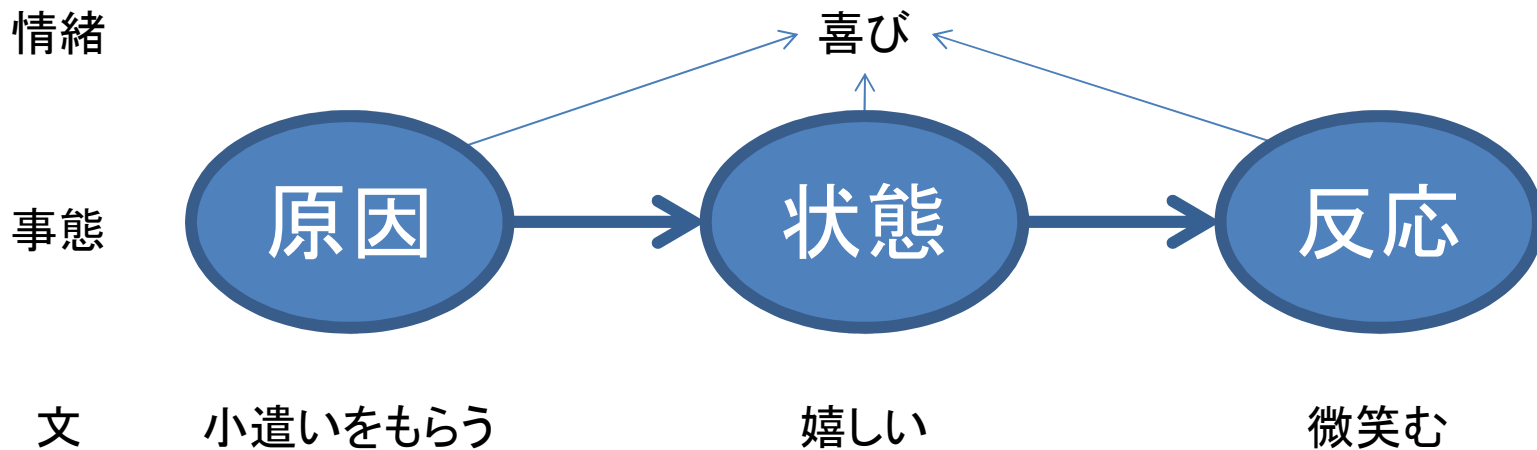 情緒 喜び
事態 原因 状態 反応
文 小遣いをもらう 嬉しい 微笑む